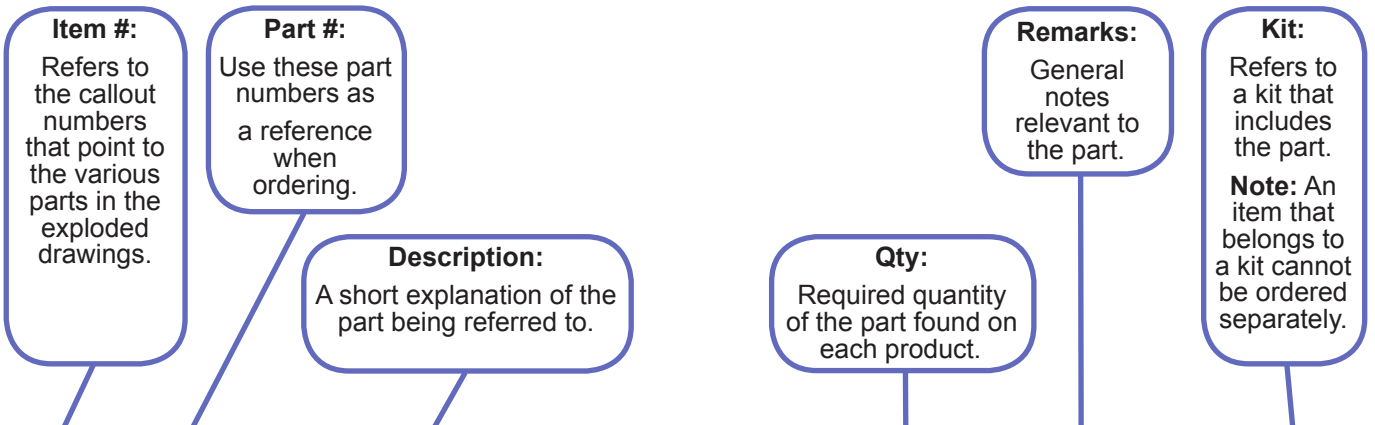 Item #:
Refers to
the callout
numbers
that point to
the various
parts in the
exploded
drawings.
Part #:
Use these part
numbers as
a reference
when
ordering.
Description:
A short explanation of the
part being referred to.
Qty:
Required quantity
of the part found on
each product.
Remarks:
General
notes
relevant to
the part.
Kit:
Refers to
a kit that
includes
the part.
Note: An
item that
belongs to
a kit cannot
be ordered
separately.